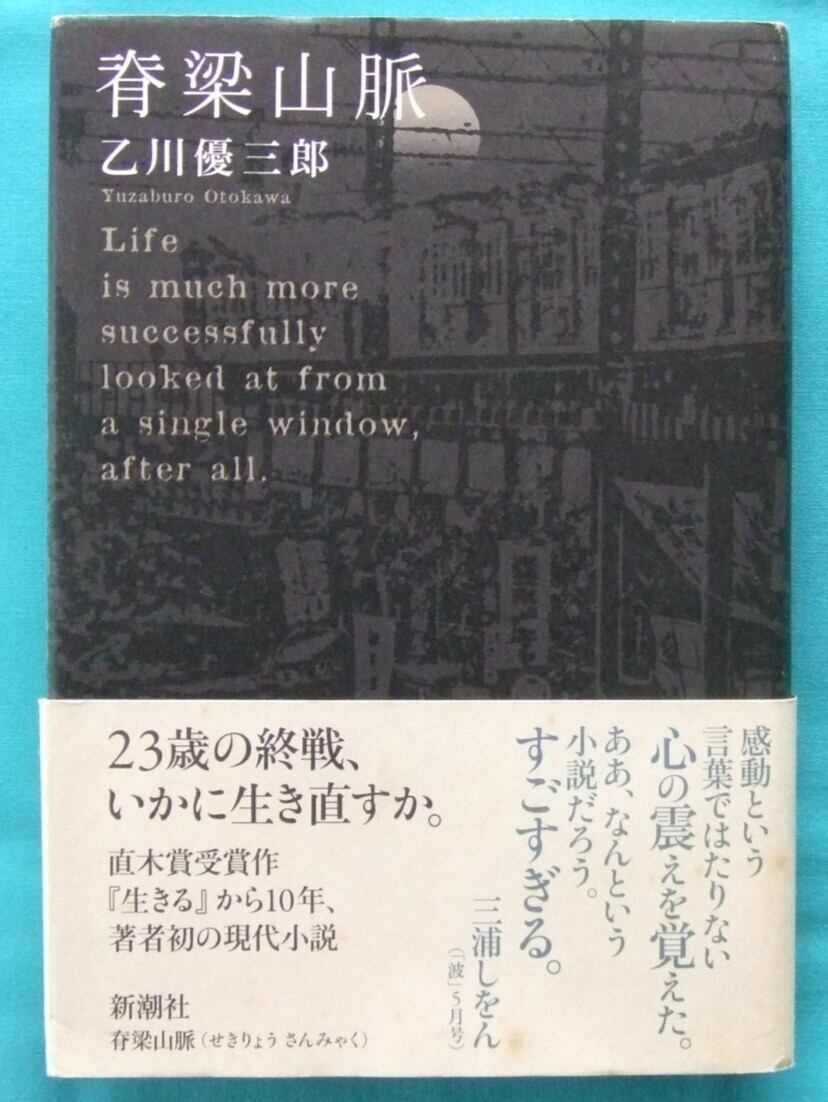 脊梁山脈
乙川優三郎
Yuzaburo Otokawa
Life
is much more
successfully
looked at from
a single window,
after all.
23歳の終戦、
いかに生き直すか。
直木賞受賞作
『生きる』から10年、
著者初の現代小説
新潮社
脊梁山脈（せきりょう さんみゃく）
感動という
言葉ではたりない
心の震えを覚えた。
ああ、なんという
小説だろう。
すごすぎる。
三浦しをん
（「波」5月号）